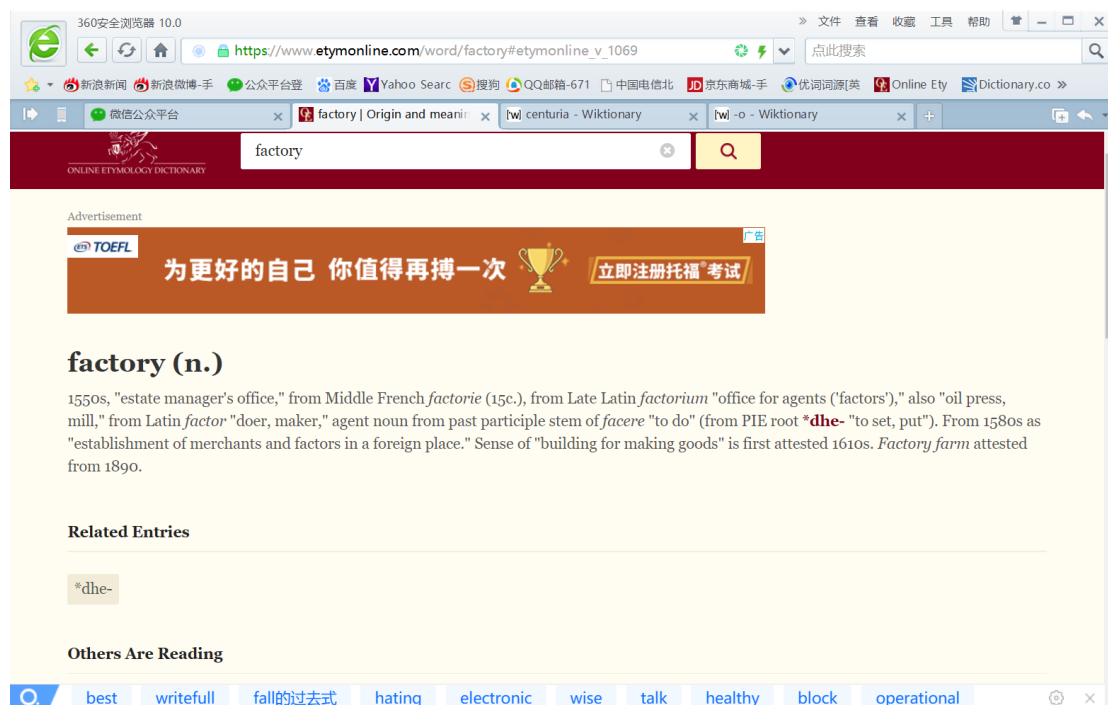 360安全浏览器 10.0
» 文件 查看 收藏 工具 帮助
https://www.etymonline.com/word/factory#etymonline_v_1069
点此搜索
新浪新闻 新浪微博-手 公众平台登 百度 Yahoo Searc 搜狗 QQ邮箱-671 中国电信北 京东商城-手 优词词源[英 Online Ety Dictionary.co »
微信公众平台 factory | Origin and meanin [w] centuria - Wiktionary [w] -o - Wiktionary
factory
ONLINE ETYMOLOGY DICTIONARY
Advertisement
ETS TOEFL
广告
为更好的自己 你值得再搏一次
立即注册托福®考试
factory (n.)
1550s, "estate manager's office," from Middle French factorie (15c.), from Late Latin factorium "office for agents ('factors')," also "oil press,
mill," from Latin factor "doer, maker," agent noun from past participle stem of facere "to do" (from PIE root *dhe- "to set, put"). From 1580s as
"establishment of merchants and factors in a foreign place." Sense of "building for making goods" is first attested 1610s. Factory farm attested
from 1890.
Related Entries
*dhe-
Others Are Reading
best writefull fall的过去式 hating electronic wise talk healthy block operational